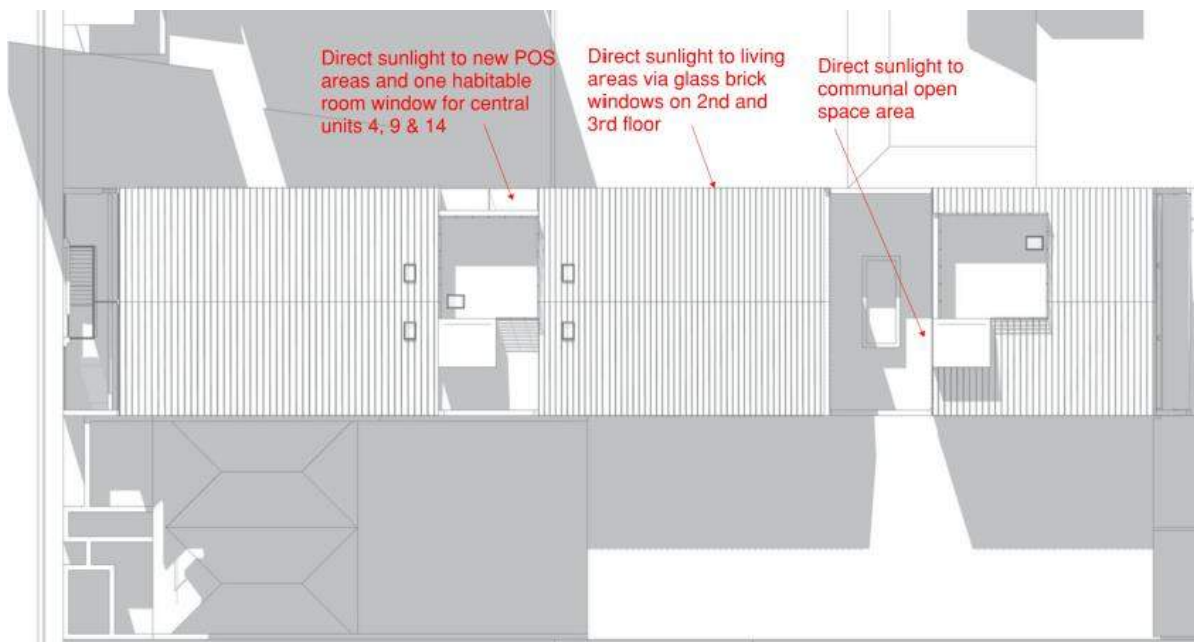 Direct sunlight to new POS
areas and one habitable
room window for central
units 4, 9 & 14
Direct sunlight to living
areas via glass brick
windows on 2nd and
3rd floor
Direct sunlight to
communal open
space area